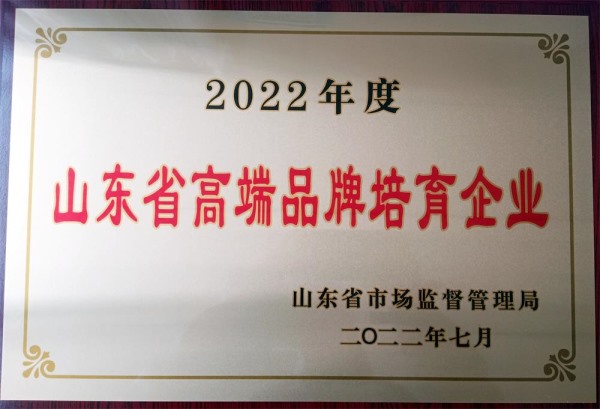 2022年度
山东省高端品牌培育企业
山东省市场监督管理局
二〇二二年七月